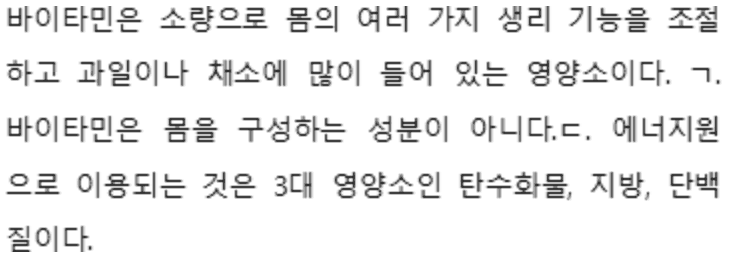 바이타민은 소량으로 몸의 여러 가지 생리 기능을 조절
하고 과일이나 채소에 많이 들어 있는 영양소이다. ㄱ.
바이타민은 몸을 구성하는 성분이 아니다.ㄷ. 에너지원
으로 이용되는 것은 3대 영양소인 탄수화물, 지방, 단백
질이다.